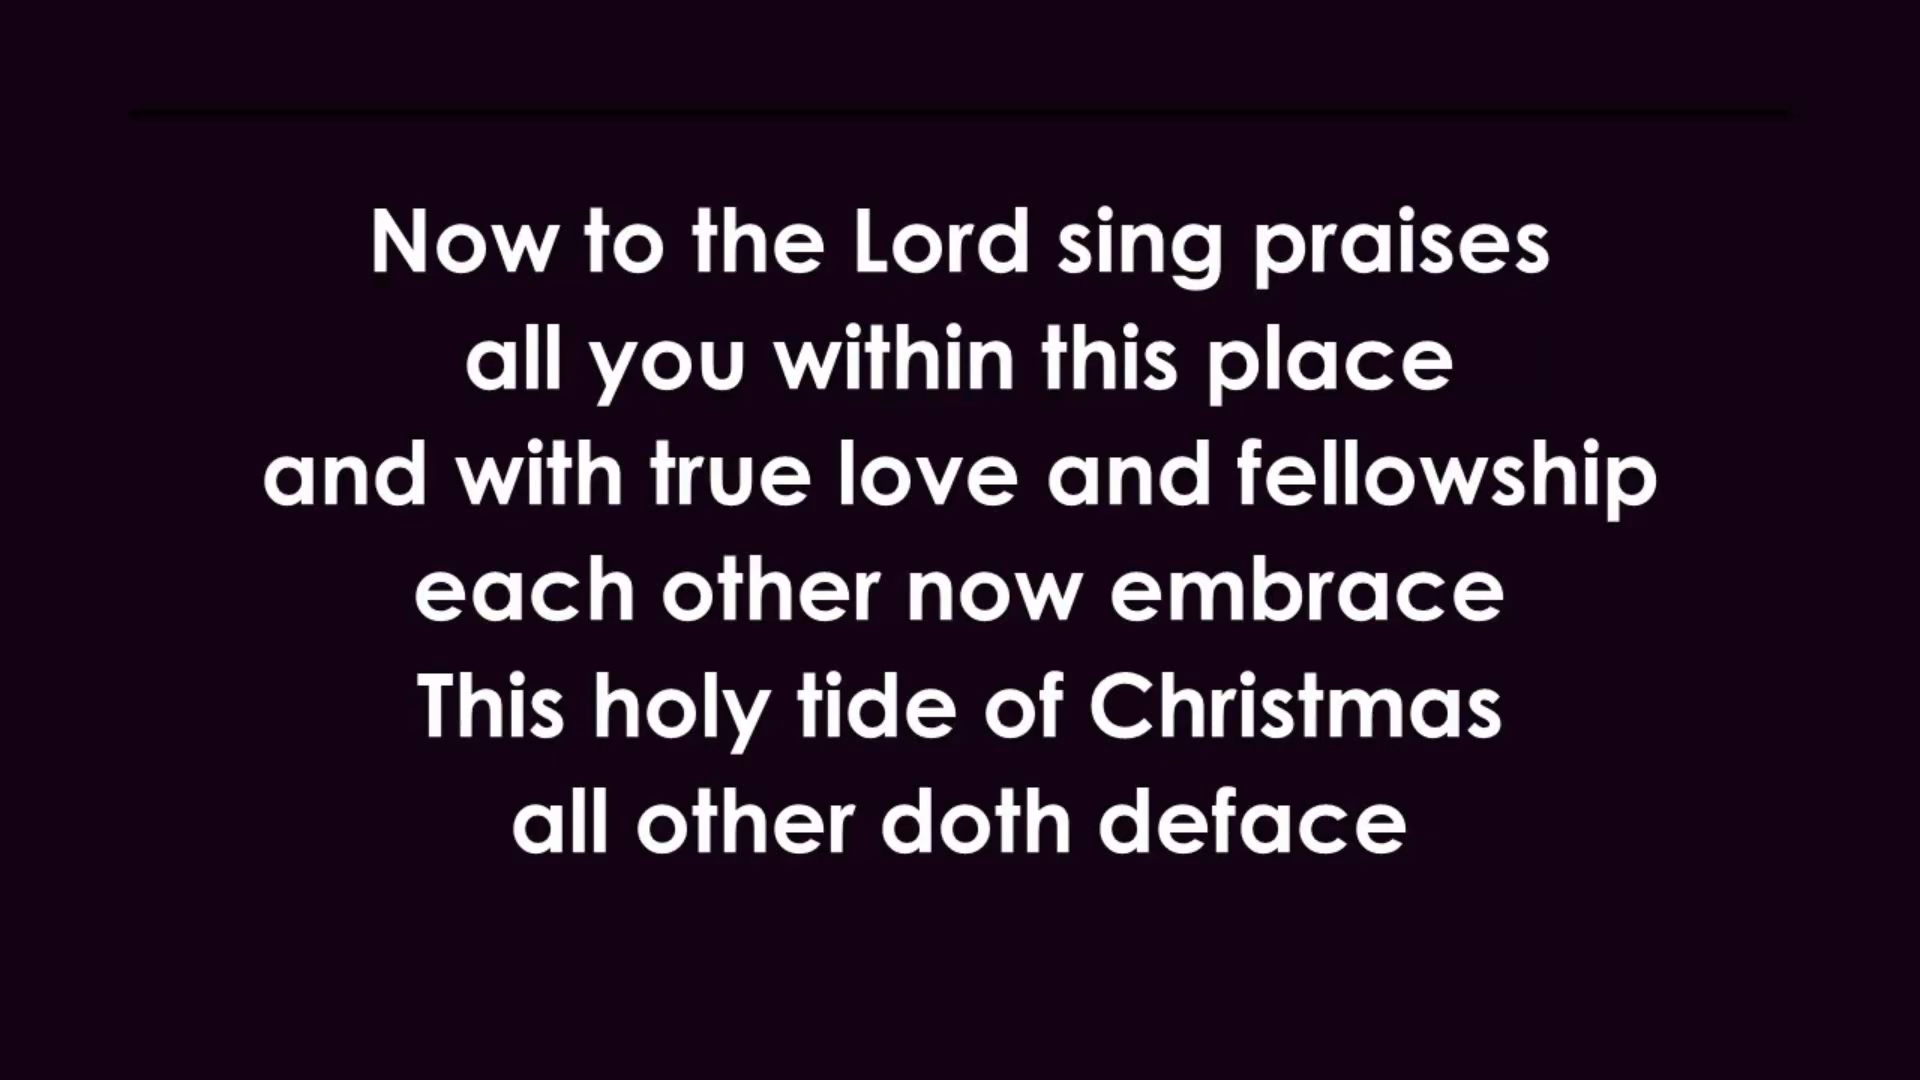 Now to the Lord sing praises
all you within this place
and with true love and fellowship
each other now embrace
This holy tide of Christmas
all other doth deface